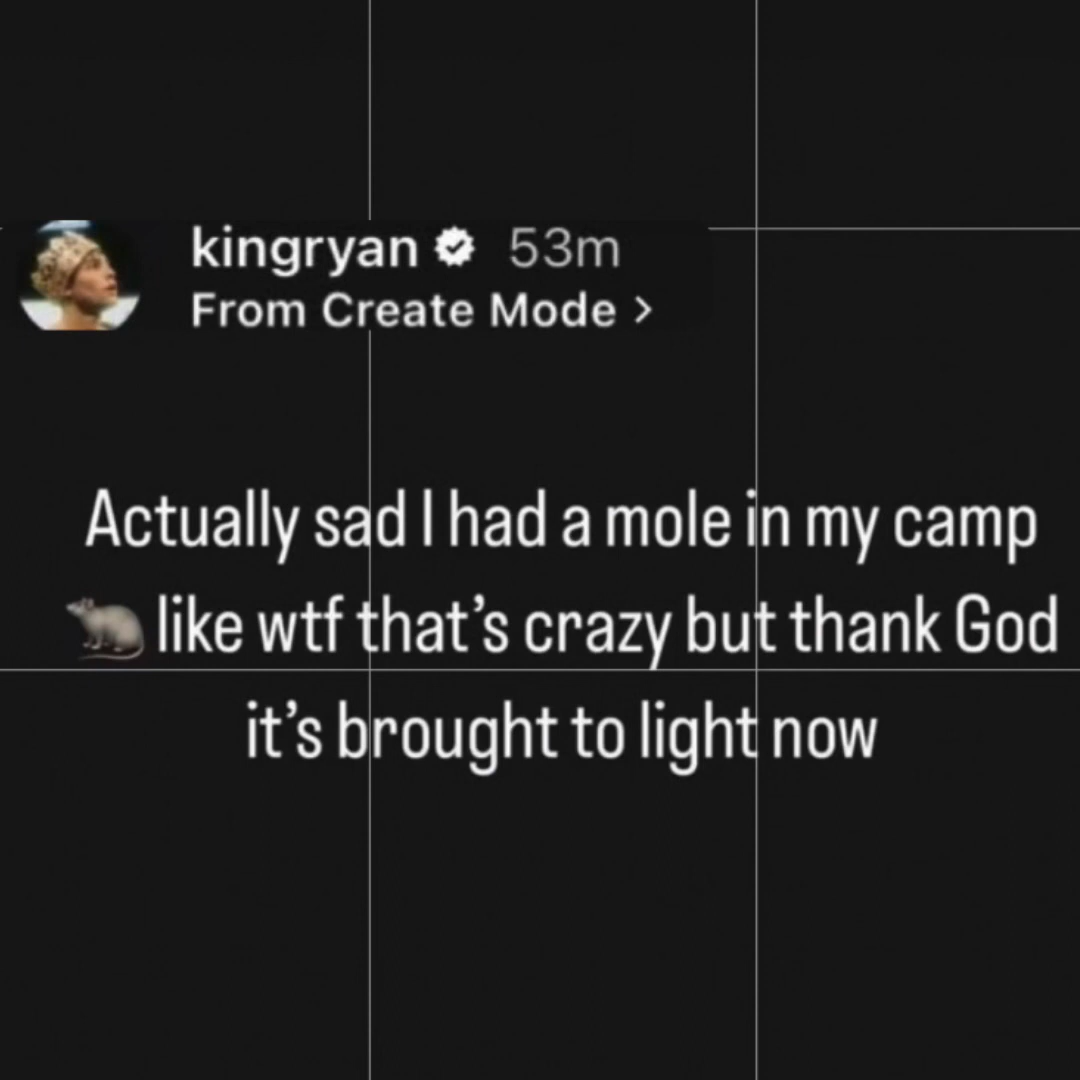 kingryan 53m
From Create Mode >
Actually sad I had a mole in my camp
🐀 like wtf that's crazy but thank God
it's brought to light now